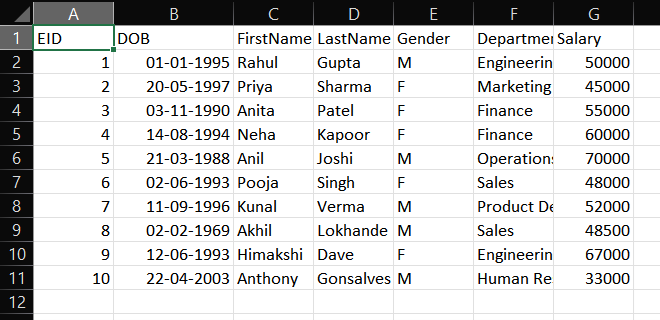 A B C D E F G
1 EID DOB FirstName LastName Gender Departmen Salary
2 1 01-01-1995 Rahul Gupta M Engineerin 50000
3 2 20-05-1997 Priya Sharma F Marketing 45000
4 3 03-11-1990 Anita Patel F Finance 55000
5 4 14-08-1994 Neha Kapoor F Finance 60000
6 5 21-03-1988 Anil Joshi M Operations 70000
7 6 02-06-1993 Pooja Singh F Sales 48000
8 7 11-09-1996 Kunal Verma M Product De 52000
9 8 02-02-1969 Akhil Lokhande M Sales 48500
10 9 12-06-1993 Himakshi Dave F Engineerin 67000
11 10 22-04-2003 Anthony Gonsalves M Human Re 33000
12